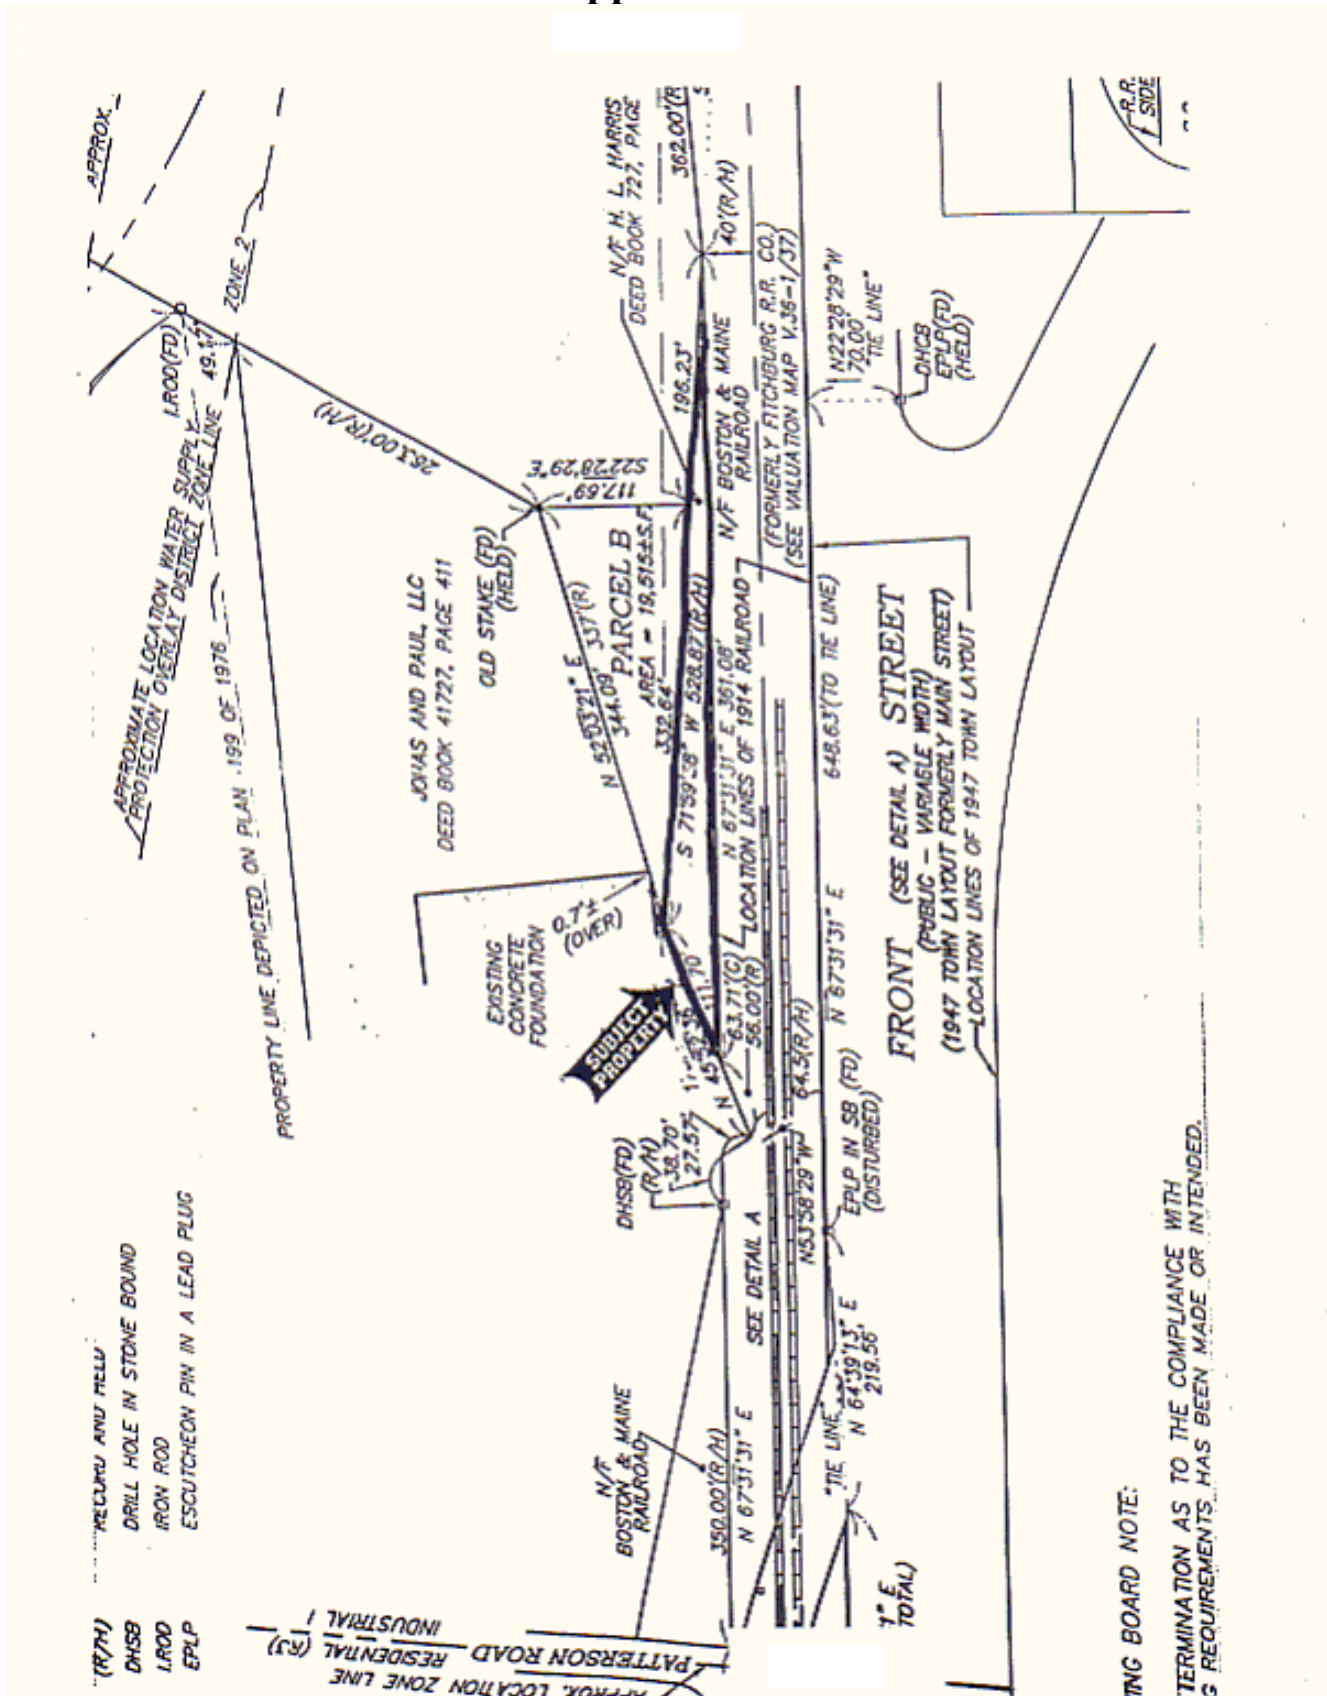 APPROX.
ZONE 2
I.ROD(FD)
APPROXIMATE LOCATION WATER SUPPLY
PROTECTION OVERLAY DISTRICT ZONE LINE
263.00'(R/H)
PROPERTY LINE DEPICTED ON PLAN 199 OF 1976
JONAS AND PAUL, LLC
DEED BOOK 41727, PAGE 411
OLD STAKE (FD)
(HELD)
S22°28'29"E
117.69'
N/F H. L. HARRIS
DEED BOOK 727, PAGE
362.00'(R
40'(R/H)
196.23'
N 52°03'21" E
344.09' 337'(R)
PARCEL B
AREA = 19,515±S.F.
332.64'
S 71°59'38" W 528.87'(R/H)
N 67°31'31" E 361.08'
LOCATION LINES OF 1914 RAILROAD
N/F BOSTON & MAINE
RAILROAD
(FORMERLY FITCHBURG R.R. CO.)
(SEE VALUATION MAP V.36-1/37)
N22°28'29"W
70.00'
"TIE LINE"
DHCB
EPLP(FD)
(HELD)
R.R.
SIDE
EXISTING
CONCRETE
FOUNDATION
0.7'±
(OVER)
SUBJECT
PROPERTY
63.71'(C)
56.00'(R)
64.5(R/H)
648.63'(TO TIE LINE)
N 67°31'31" E
FRONT (SEE DETAIL A) STREET
(PUBLIC - VARIABLE WIDTH)
(1947 TOWN LAYOUT FORMERLY MAIN STREET)
LOCATION LINES OF 1947 TOWN LAYOUT
DHSB(FD)
(R/H)
38.70'
27.57'
SEE DETAIL A
N53°58'29"W
EPLP IN SB (FD)
(DISTURBED)
"TIE LINE"
N 64°39'13" E
219.56'
N/F
BOSTON & MAINE
RAILROAD
350.00'(R/H)
N 67°31'31" E
1" E
TOTAL)
(R/H) RECORD AND HELD
DHSB DRILL HOLE IN STONE BOUND
I.ROD IRON ROD
EPLP ESCUTCHEON PIN IN A LEAD PLUG
INDUSTRIAL I
RESIDENTIAL (R3)
PATTERSON ROAD
APPROX. LOCATION ZONE LINE
ING BOARD NOTE:
TERMINATION AS TO THE COMPLIANCE WITH
G REQUIREMENTS HAS BEEN MADE OR INTENDED.